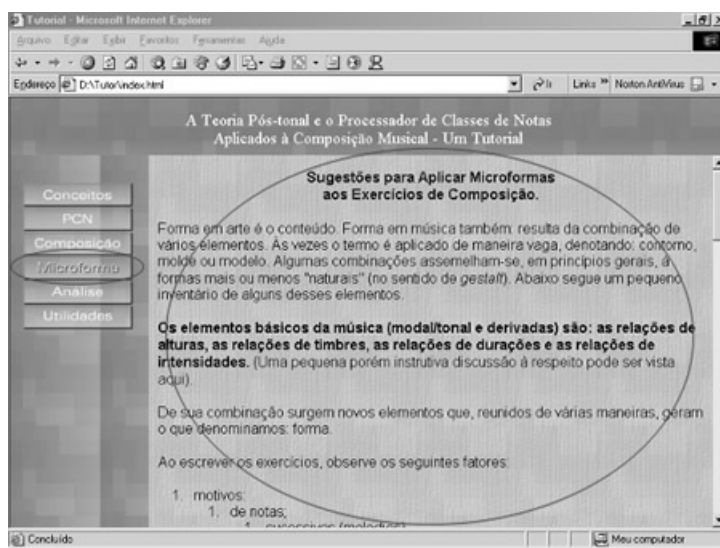 Tutorial - Microsoft Internet Explorer
Arquivo Editar Exibir Favoritos Ferramentas Ajuda
Endereço D:\Tutor\index.html Ir Links » Norton AntiVirus
A Teoria Pós-tonal e o Processador de Classes de Notas
Aplicados à Composição Musical - Um Tutorial
Conceitos
PCN
Composição
Microforma
Análise
Utilidades
Sugestões para Aplicar Microformas
aos Exercícios de Composição.
Forma em arte é o conteúdo. Forma em música também: resulta da combinação de
vários elementos. Às vezes o termo é aplicado de maneira vaga, denotando: contorno,
molde ou modelo. Algumas combinações assemelham-se, em princípios gerais, à
formas mais ou menos "naturais" (no sentido de gestalt). Abaixo segue um pequeno
inventário de alguns desses elementos.
Os elementos básicos da música (modal/tonal e derivadas) são: as relações de
alturas, as relações de timbres, as relações de durações e as relações de
intensidades. (Uma pequena porém instrutiva discussão à respeito pode ser vista
aqui).
De sua combinação surgem novos elementos que, reunidos de várias maneiras, geram
o que denominamos: forma.
Ao escrever os exercícios, observe os seguintes fatores:
1. motivos:
1. de notas;
1. sucessivas (melodias)
Concluído Meu computador